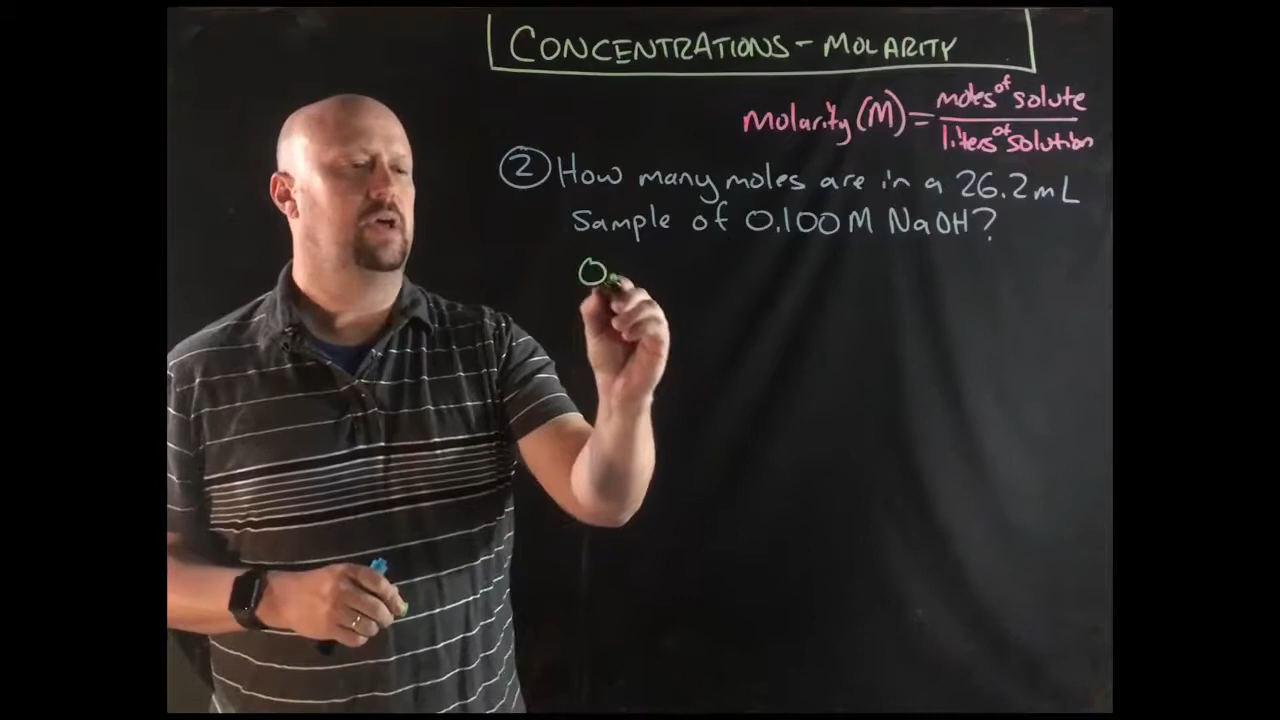 CONCENTRATIONS - MOLARITY
Molarity (M) = moles of solute
liters of solution
② How many moles are in a 26.2 mL
Sample of 0.100 M NaOH?
0.